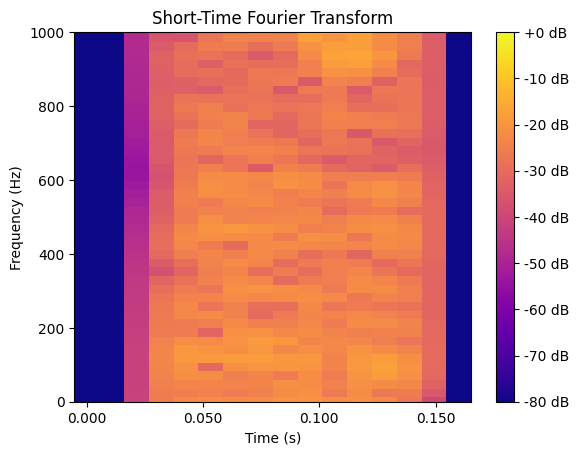 Short-Time Fourier Transform
1000
800
600
400
200
0
Frequency (Hz)
0.000
0.050
0.100
0.150
Time (s)
+0 dB
-10 dB
-20 dB
-30 dB
-40 dB
-50 dB
-60 dB
-70 dB
-80 dB